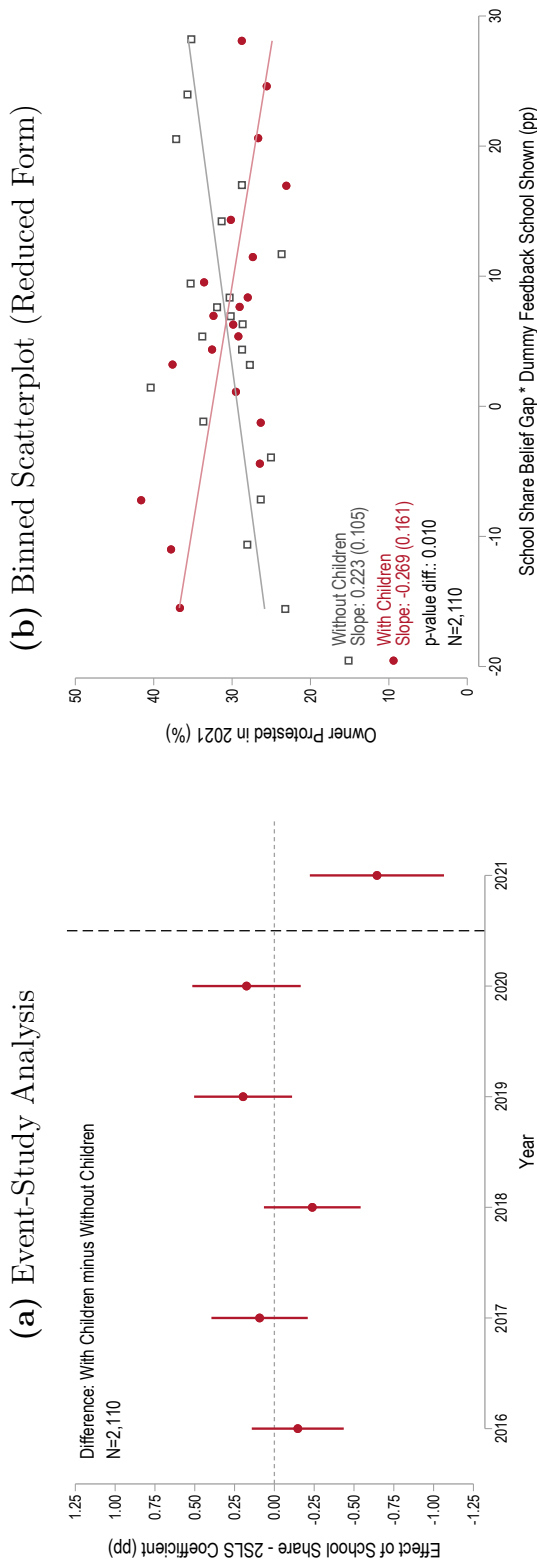 (a) Event-Study Analysis
Difference: With Children minus Without Children
N=2,110
Effect of School Share - 2SLS Coefficient (pp)
1.25
1.00
0.75
0.50
0.25
0.00
-0.25
-0.50
-0.75
-1.00
-1.25
2016
2017
2018
2019
2020
2021
Year
(b) Binned Scatterplot (Reduced Form)
Owner Protested in 2021 (%)
50
40
30
20
10
0
Without Children
Slope: 0.223 (0.105)
With Children
Slope: -0.269 (0.161)
p-value diff.: 0.010
N=2,110
-20
-10
0
10
20
30
School Share Belief Gap * Dummy Feedback School Shown (pp)